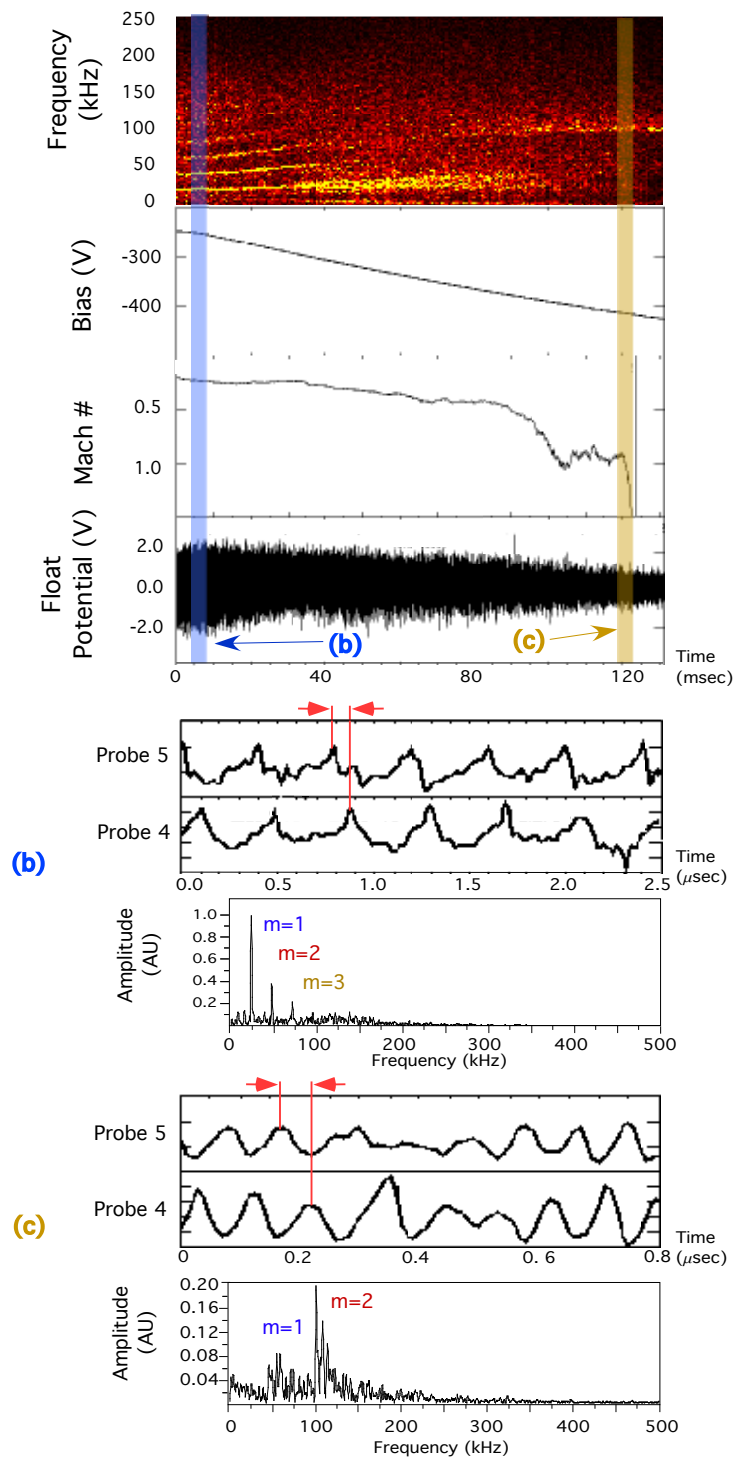 250
200
150
100
50
0
Frequency
(kHz)
-300
-400
Bias (V)
0.5
1.0
Mach #
2.0
0.0
-2.0
Float
Potential (V)
(b)
(c)
0
40
80
120
Time
(msec)
Probe 5
Probe 4
(b)
0.0
0.5
1.0
1.5
2.0
2.5
Time
(μsec)
1.0
0.8
0.6
0.4
0.2
Amplitude
(AU)
m=1
m=2
m=3
0
100
200
300
400
500
Frequency (kHz)
Probe 5
Probe 4
(c)
0
0.2
0.4
0. 6
0.8
Time
(μsec)
0.20
0.16
0.12
0.08
0.04
Amplitude
(AU)
m=1
m=2
0
100
200
300
400
500
Frequency (kHz)